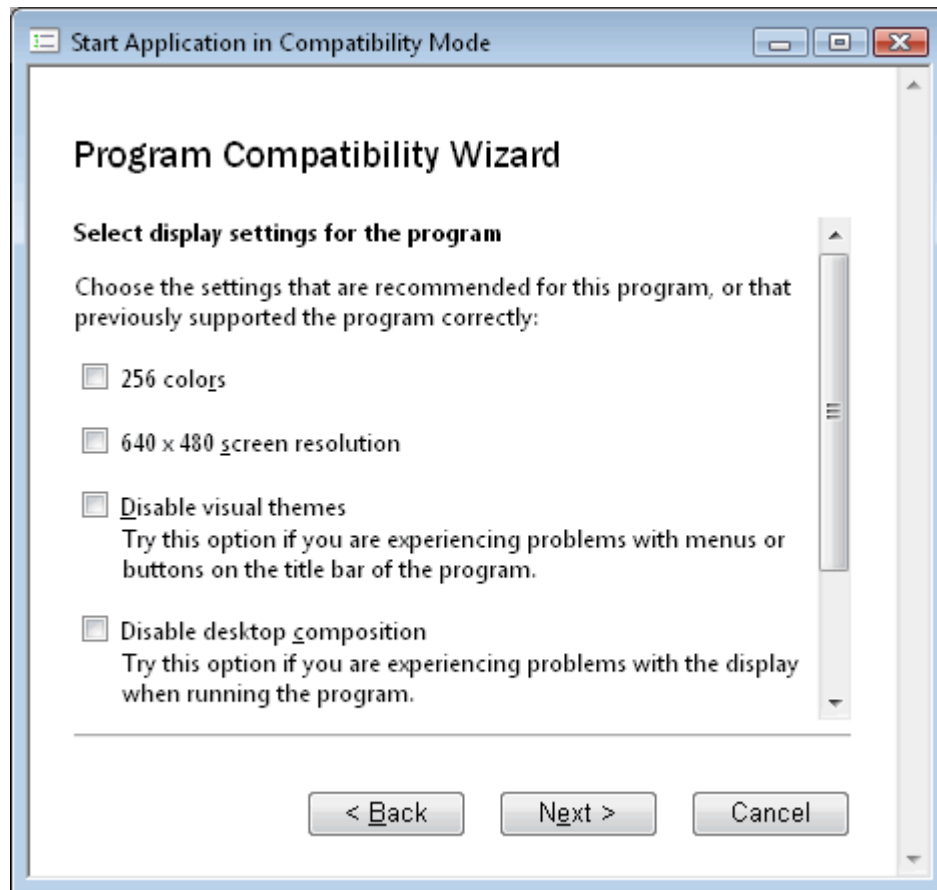 Start Application in Compatibility Mode
Program Compatibility Wizard
Select display settings for the program
Choose the settings that are recommended for this program, or that
previously supported the program correctly:
256 colors
640 x 480 screen resolution
Disable visual themes
Try this option if you are experiencing problems with menus or
buttons on the title bar of the program.
Disable desktop composition
Try this option if you are experiencing problems with the display
when running the program.
< Back Next > Cancel